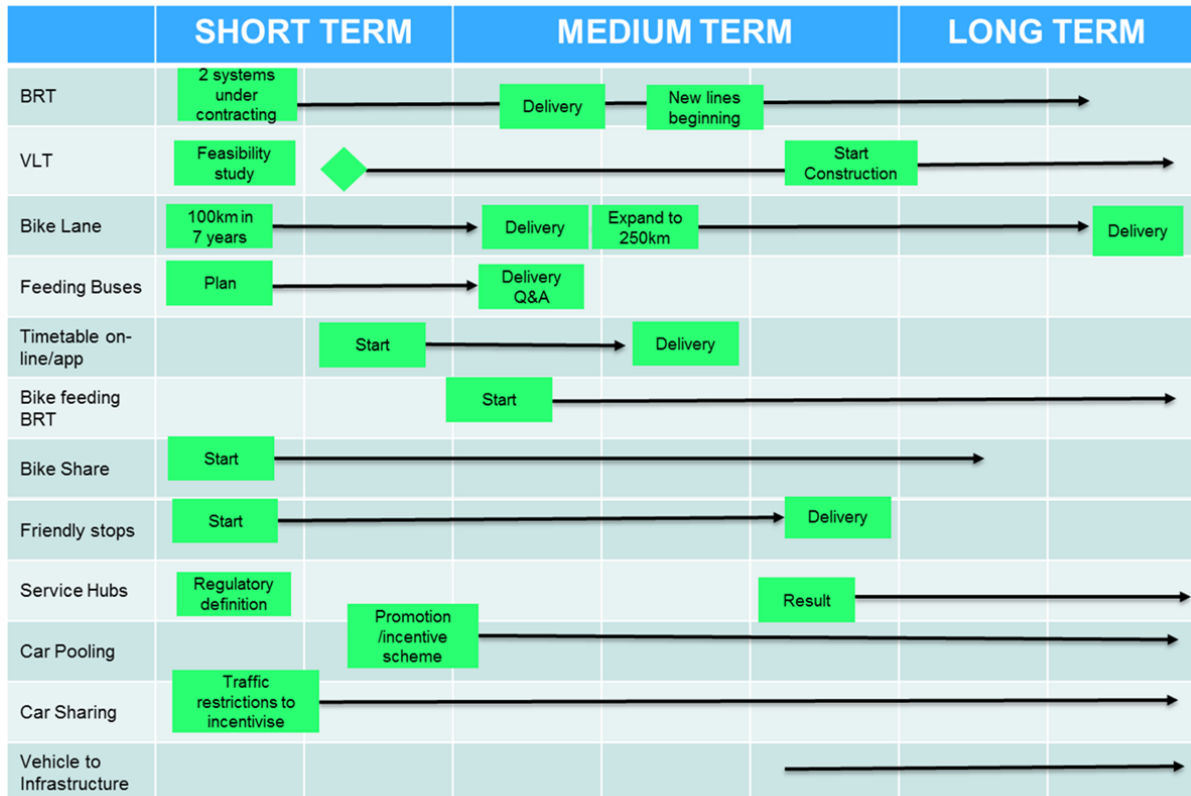 SHORT TERM
MEDIUM TERM
LONG TERM
BRT
2 systems
under
contracting
Delivery
New lines
beginning
VLT
Feasibility
study
Start
Construction
Bike Lane
100km in
7 years
Delivery
Expand to
250km
Delivery
Feeding Buses
Plan
Delivery
Q&A
Timetable on-
line/app
Start
Delivery
Bike feeding
BRT
Start
Bike Share
Start
Friendly stops
Start
Delivery
Service Hubs
Regulatory
definition
Result
Car Pooling
Promotion
/incentive
scheme
Car Sharing
Traffic
restrictions to
incentivise
Vehicle to
Infrastructure